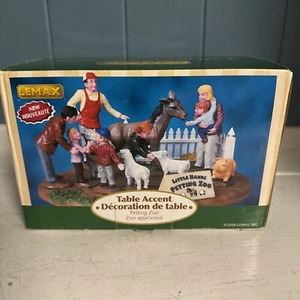 LEMAX
NEW
NOUVEAUTÉ
LITTLE HANDS
PETTING ZOO
Table Accent
Décoration de table
Petting Zoo
Zoo apprivoisé